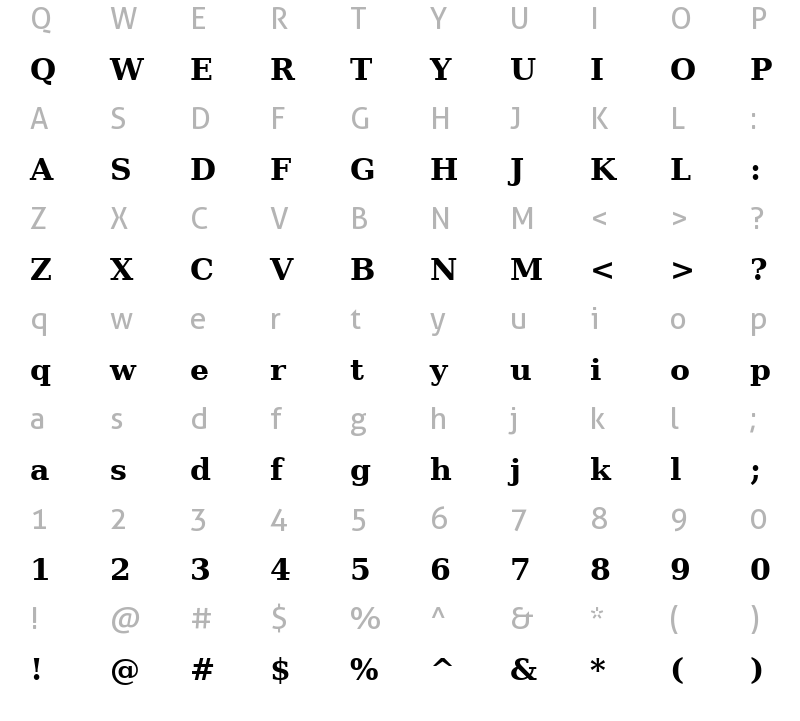 Q W E R T Y U I O P
Q W E R T Y U I O P
A S D F G H J K L :
A S D F G H J K L :
Z X C V B N M < > ?
Z X C V B N M < > ?
q w e r t y u i o p
q w e r t y u i o p
a s d f g h j k l ;
a s d f g h j k l ;
1 2 3 4 5 6 7 8 9 0
1 2 3 4 5 6 7 8 9 0
! @ # $ % ^ & * ( )
! @ # $ % ^ & * ( )